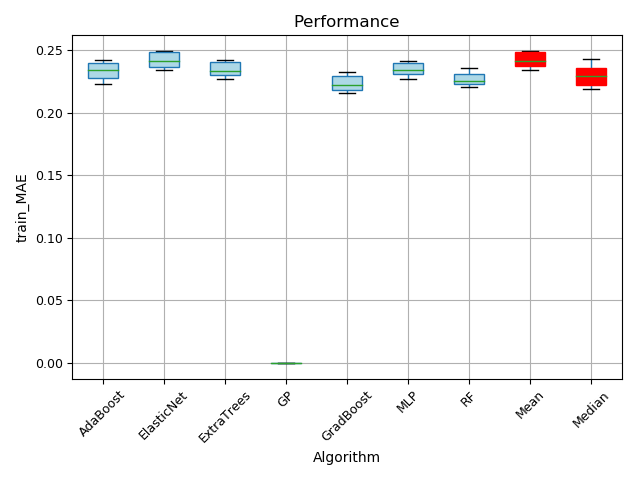 Performance
0.25
0.20
0.15
0.10
0.05
0.00
train_MAE
AdaBoost
ElasticNet
ExtraTrees
GP
GradBoost
MLP
RF
Mean
Median
Algorithm